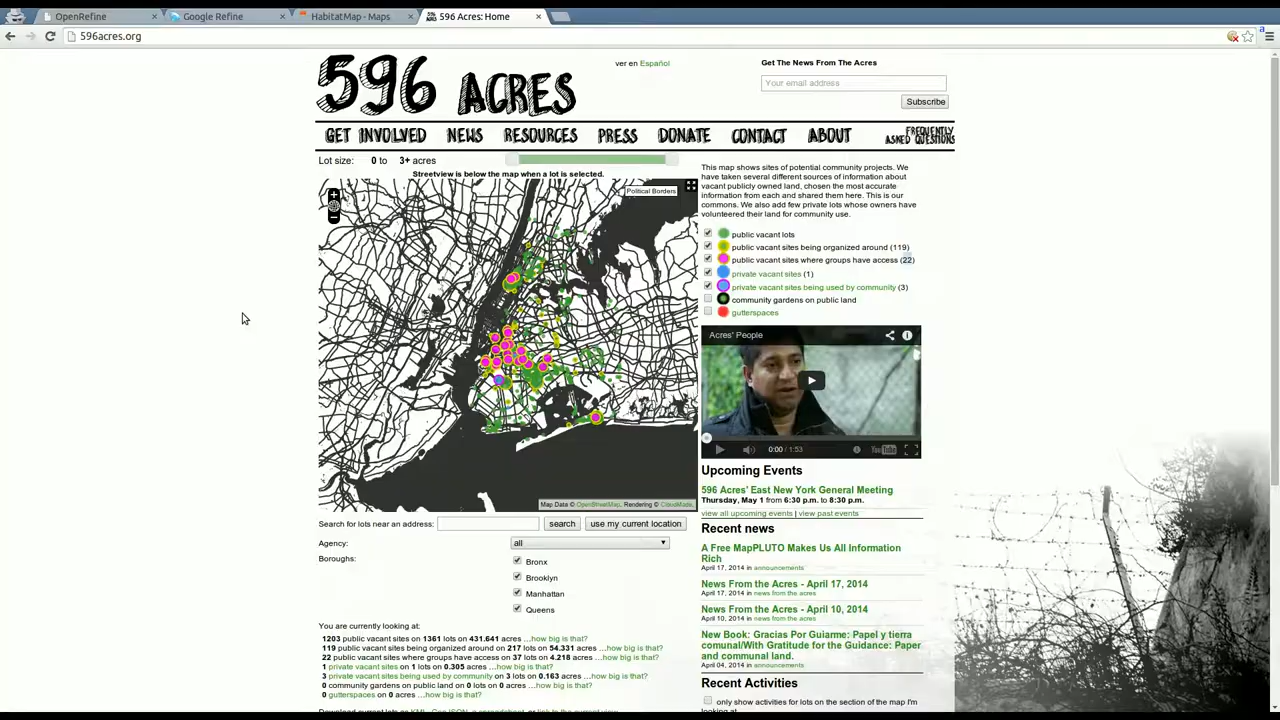 OpenRefine
Google Refine
HabitatMap - Maps
596 Acres: Home
596acres.org
596 ACRES
ver en Español
Get The News From The Acres
Your email address
Subscribe
GET INVOLVED
NEWS
RESOURCES
PRESS
DONATE
CONTACT
ABOUT
FREQUENTLY
ASKED QUESTIONS
Lot size: 0 to 3+ acres
Streetview is below the map when a lot is selected.
Political Borders
Map Data © OpenStreetMap, Rendering © CloudMade.
Search for lots near an address:
search
use my current location
Agency:
all
Boroughs:
Bronx
Brooklyn
Manhattan
Queens
You are currently looking at:
1203 public vacant sites on 1361 lots on 431.641 acres ...how big is that?
119 public vacant sites being organized around on 217 lots on 54.331 acres ...how big is that?
22 public vacant sites where groups have access on 37 lots on 4.218 acres ...how big is that?
1 private vacant sites on 1 lots on 0.305 acres ...how big is that?
3 private vacant sites being used by community on 3 lots on 0.163 acres ...how big is that?
0 community gardens on public land on 0 lots on 0 acres ...how big is that?
0 gutterspaces on 0 acres ...how big is that?
This map shows sites of potential community projects. We
have taken several different sources of information about
vacant publicly owned land, chosen the most accurate
information from each and shared them here. This is our
commons. We also add few private lots whose owners have
volunteered their land for community use.
public vacant lots
public vacant sites being organized around (119)
public vacant sites where groups have access (22)
private vacant sites (1)
private vacant sites being used by community (3)
community gardens on public land
gutterspaces
Acres' People
0:00 / 1:53
YouTube
Upcoming Events
596 Acres' East New York General Meeting
Thursday, May 1 from 6:30 p.m. to 8:30 p.m.
view all upcoming events | view past events
Recent news
A Free MapPLUTO Makes Us All Information
Rich
April 17, 2014 in announcements
News From the Acres - April 17, 2014
April 17, 2014 in news from the acres
News From the Acres - April 10, 2014
April 10, 2014 in news from the acres
New Book: Gracias Por Guiarme: Papel y tierra
comunal/With Gratitude for the Guidance: Paper
and communal land.
April 04, 2014 in announcements
Recent Activities
only show activities for lots on the section of the map I'm